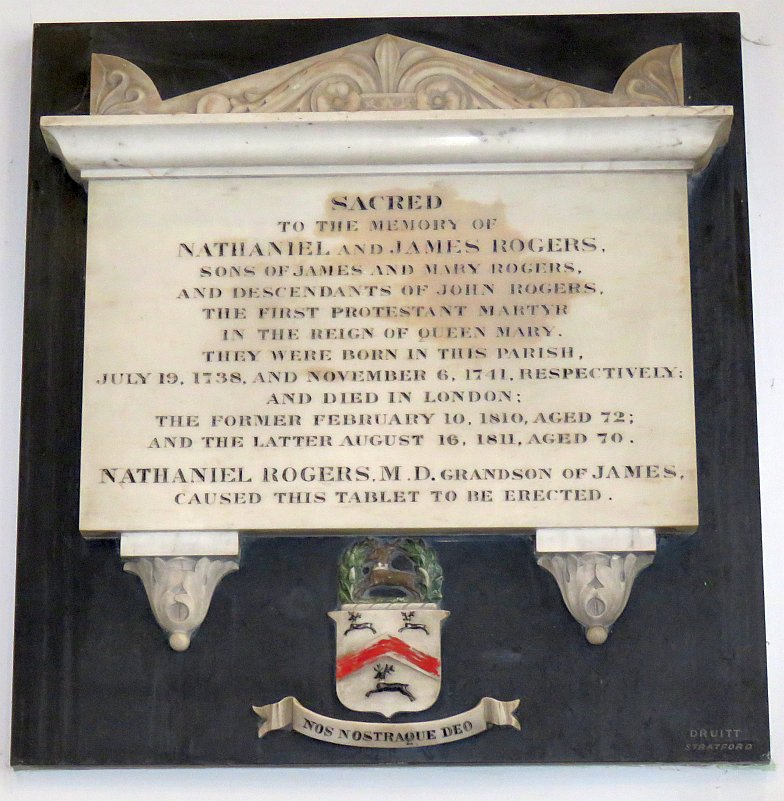 SACRED
TO THE MEMORY OF
NATHANIEL AND JAMES ROGERS,
SONS OF JAMES AND MARY ROGERS,
AND DESCENDANTS OF JOHN ROGERS,
THE FIRST PROTESTANT MARTYR
IN THE REIGN OF QUEEN MARY.
THEY WERE BORN IN THIS PARISH,
JULY 19, 1738, AND NOVEMBER 6, 1741, RESPECTIVELY:
AND DIED IN LONDON;
THE FORMER FEBRUARY 10, 1810, AGED 72;
AND THE LATTER AUGUST 16, 1811, AGED 70.
NATHANIEL ROGERS, M.D. GRANDSON OF JAMES,
CAUSED THIS TABLET TO BE ERECTED.
NOS NOSTRAQUE DEO
DRUITT
STRATFORD